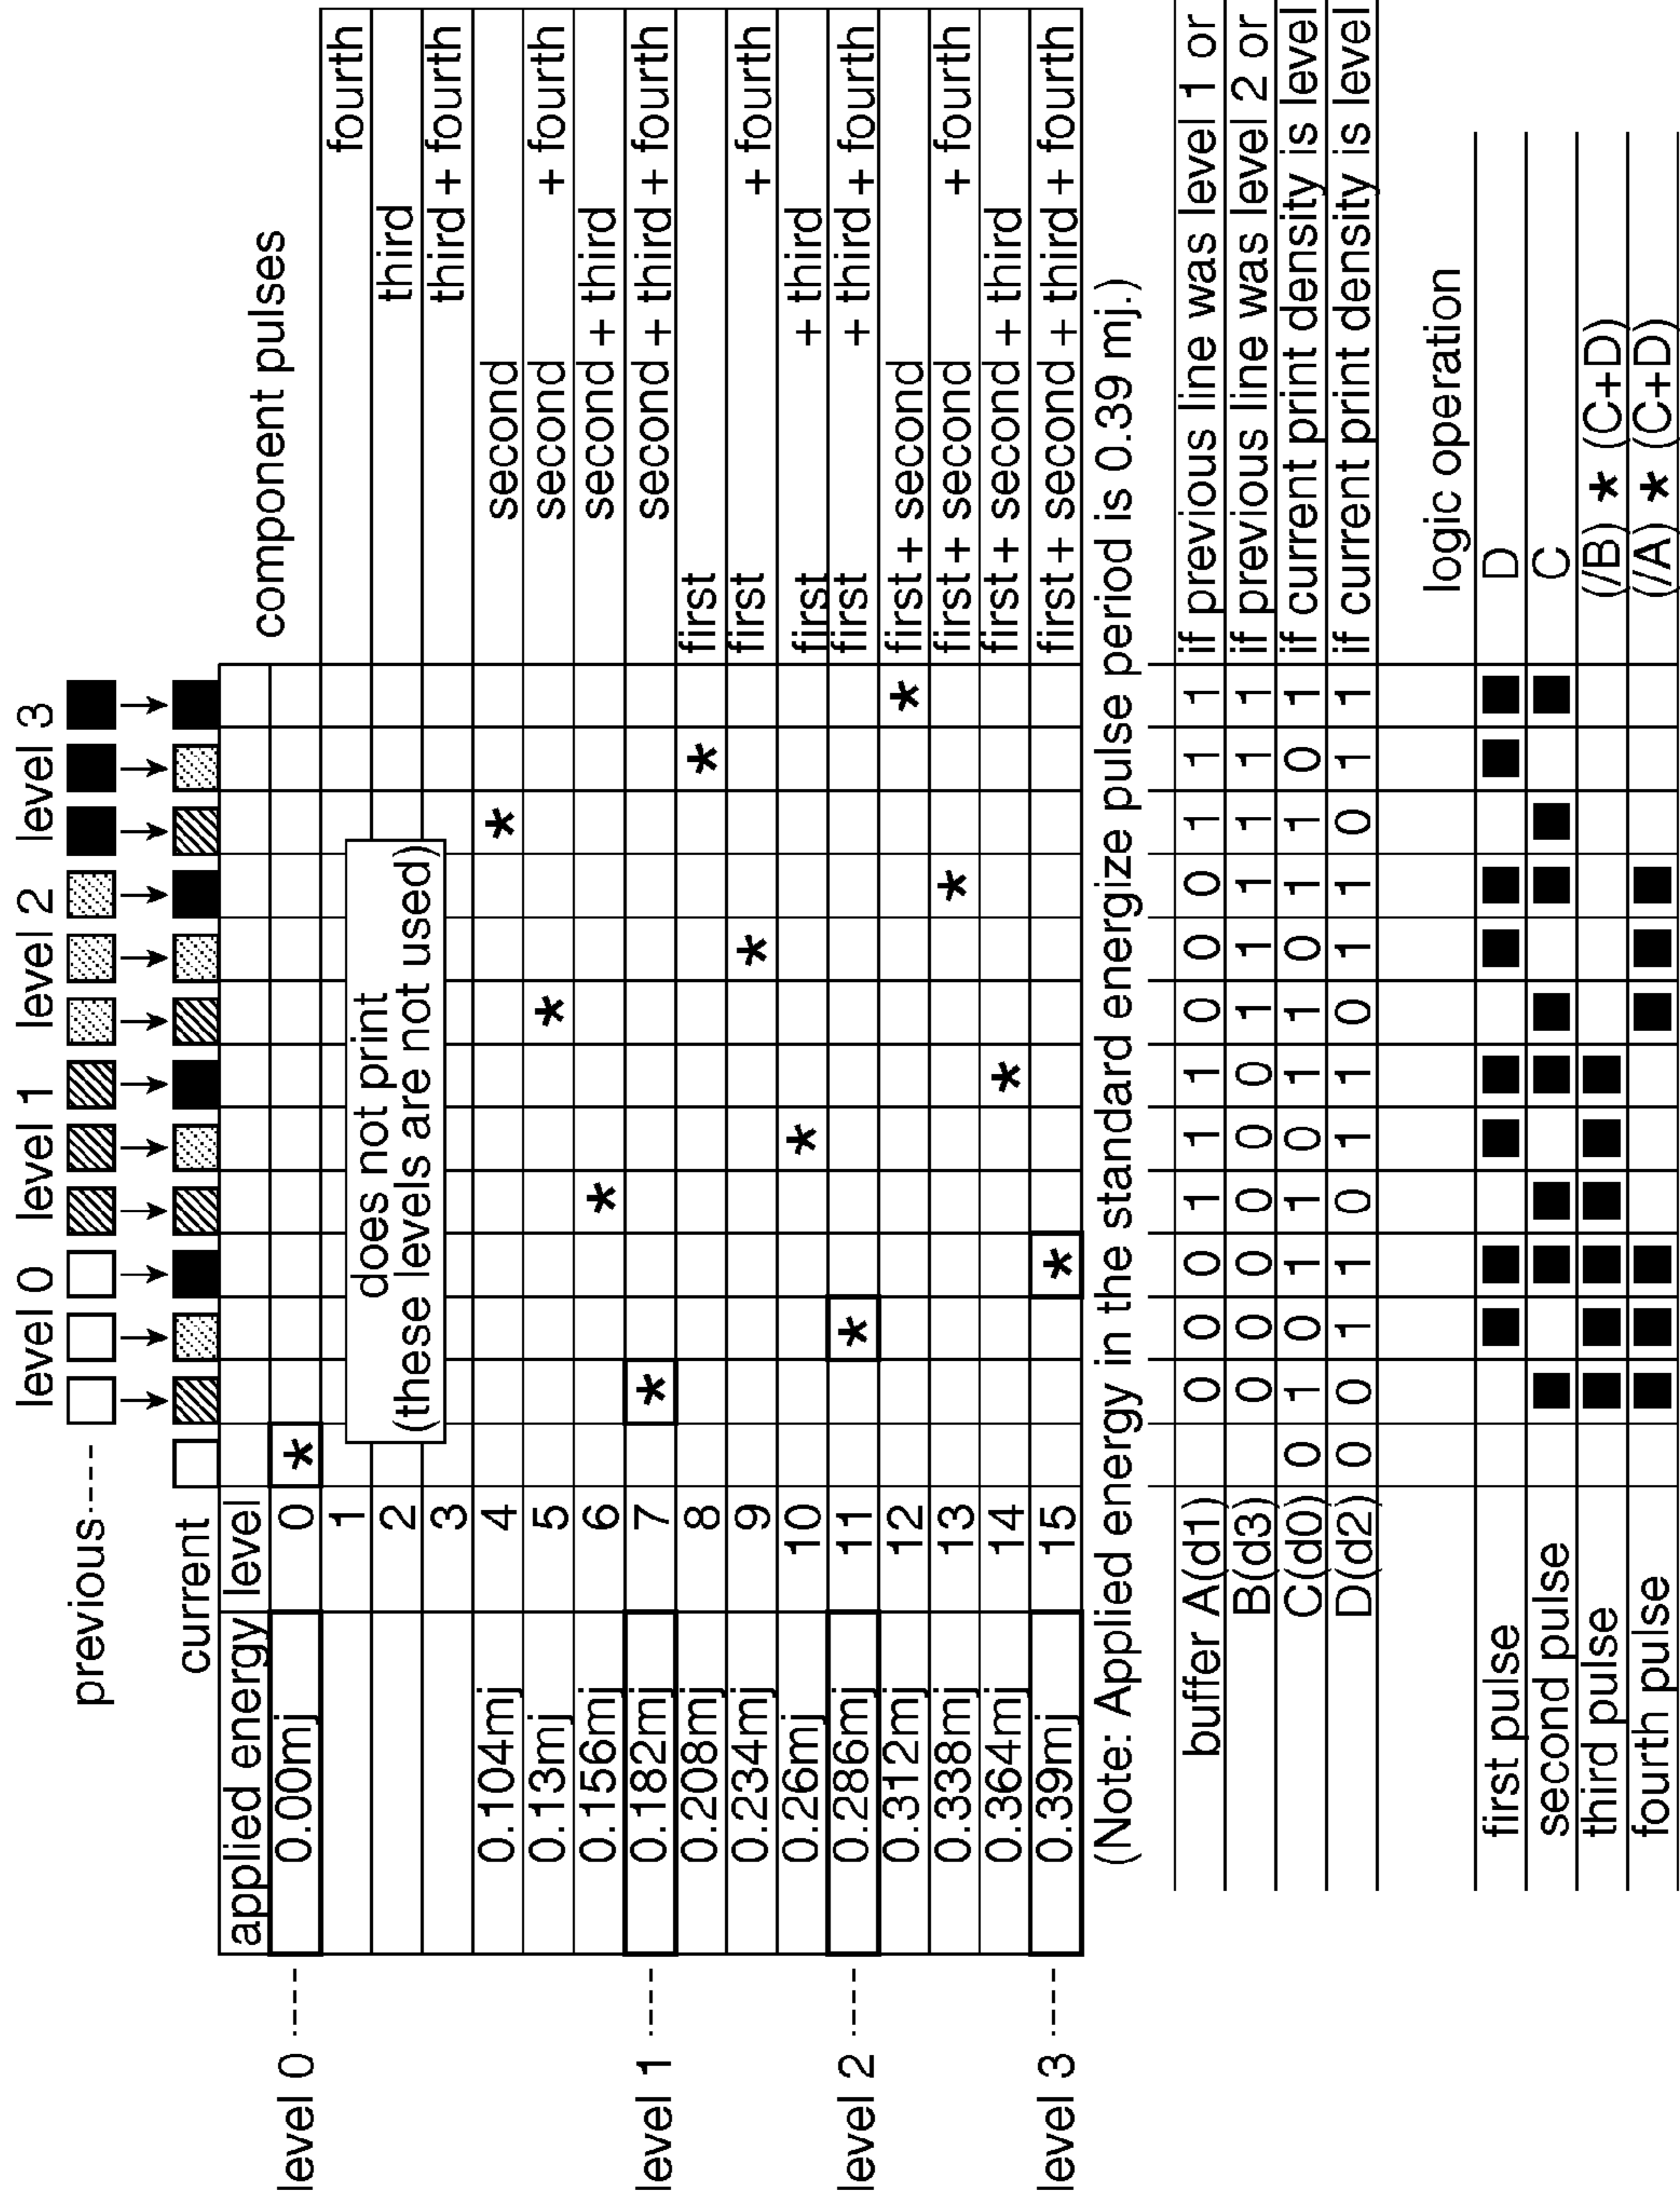 level 0 level 1 level 2 level 3
previous
current
applied energy level component pulses
level 0 0.00mj 0 *
1 fourth
2 third
3 third + fourth
does not print
(these levels are not used)
0.104mj 4 * second
0.13mj 5 * second + fourth
0.156mj 6 * second + third
level 1 0.182mj 7 * second + third + fourth
0.208mj 8 * first
0.234mj 9 * first + fourth
0.26mj 10 * first + third
level 2 0.286mj 11 * first + third + fourth
0.312mj 12 * first + second
0.338mj 13 * first + second + fourth
0.364mj 14 * first + second + third
level 3 0.39mj 15 * first + second + third + fourth
(Note: Applied energy in the standard energize pulse period is 0.39 mj.)
buffer A(d1) 0 0 0 1 1 1 0 0 0 1 1 1 if previous line was level 1 or
B(d3) 0 0 0 0 0 0 1 1 1 1 1 1 if previous line was level 2 or
C(d0) 0 1 0 1 1 0 1 1 0 1 1 0 1 if current print density is level
D(d2) 0 0 1 1 0 1 1 0 1 1 0 1 1 if current print density is level
logic operation
first pulse D
second pulse C
third pulse (/B) * (C+D)
fourth pulse (/A) * (C+D)